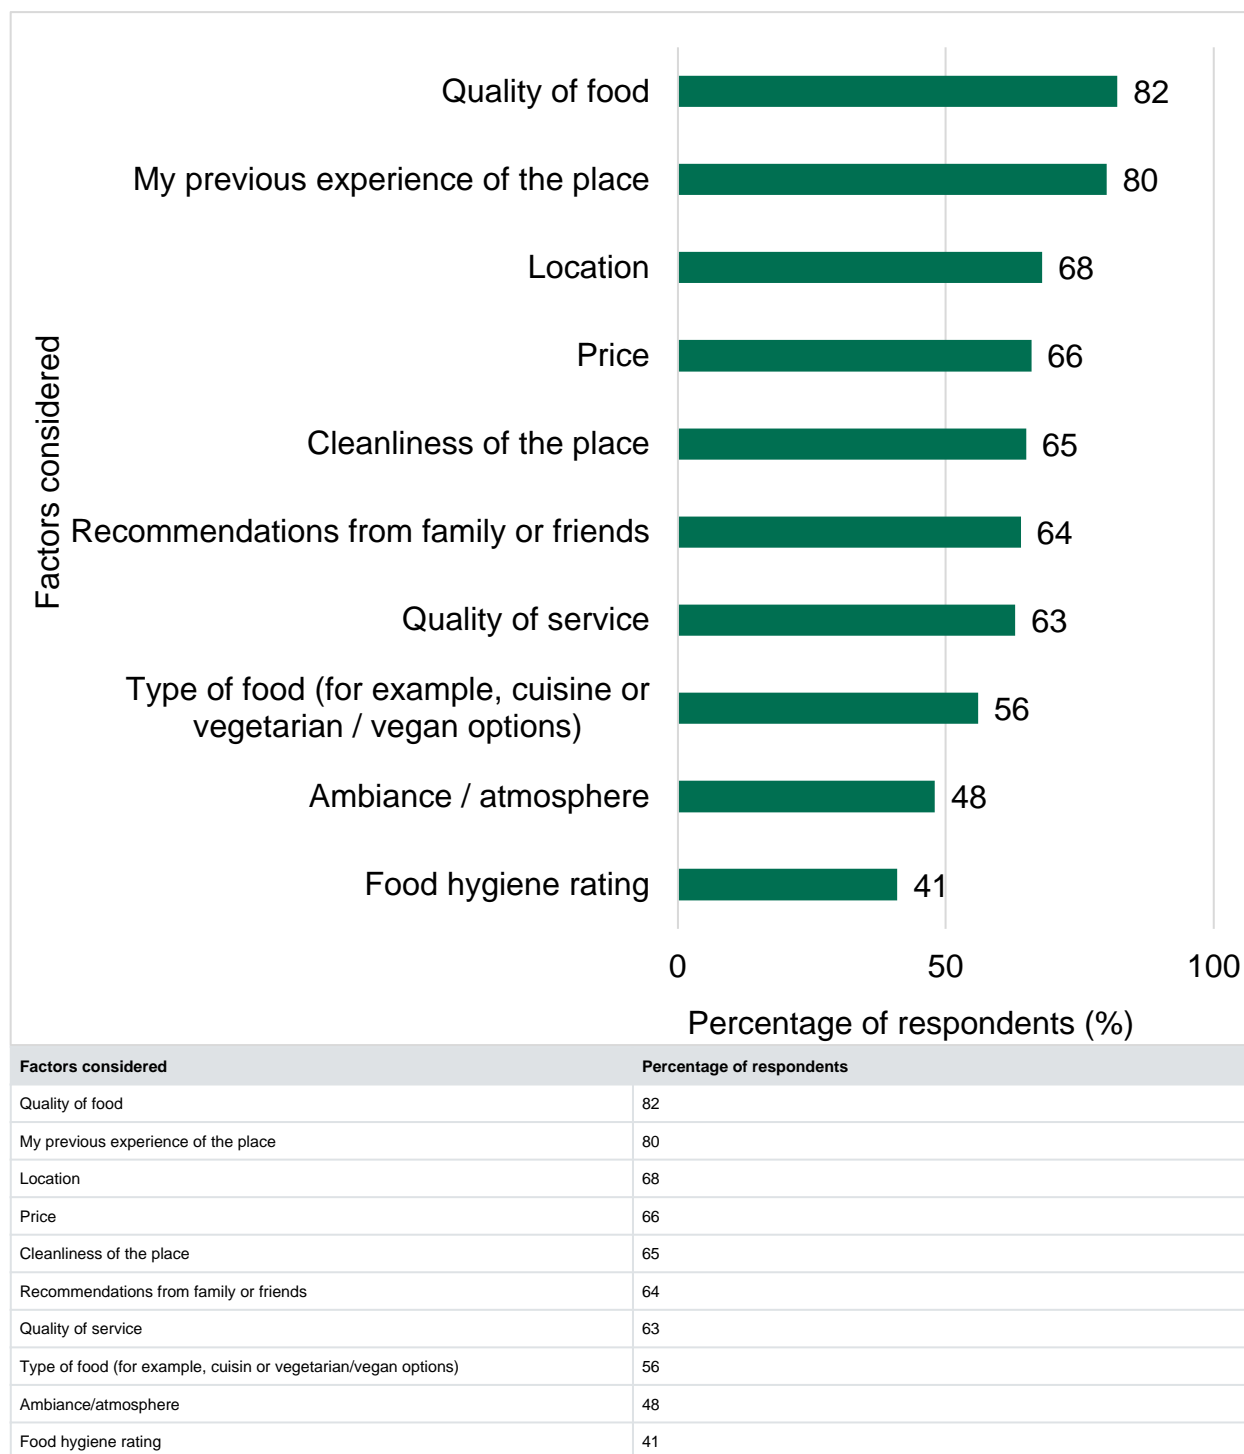 Factors considered
Quality of food 82
My previous experience of the place 80
Location 68
Price 66
Cleanliness of the place 65
Recommendations from family or friends 64
Quality of service 63
Type of food (for example, cuisine or
vegetarian / vegan options) 56
Ambiance / atmosphere 48
Food hygiene rating 41
0 50 100
Percentage of respondents (%)
Factors considered Percentage of respondents
Quality of food 82
My previous experience of the place 80
Location 68
Price 66
Cleanliness of the place 65
Recommendations from family or friends 64
Quality of service 63
Type of food (for example, cuisin or vegetarian/vegan options) 56
Ambiance/atmosphere 48
Food hygiene rating 41